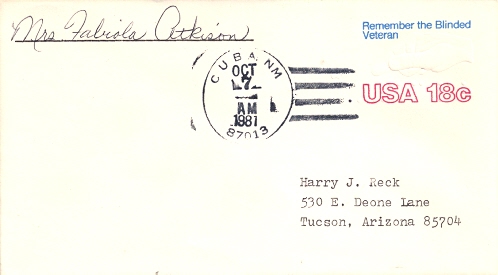 Mrs Fabiola Atkison
Remember the Blinded
Veteran
CUBA NM
OCT
7
AM
1981
87013
USA 18c
Harry J. Reck
530 E. Deone Lane
Tucson, Arizona 85704